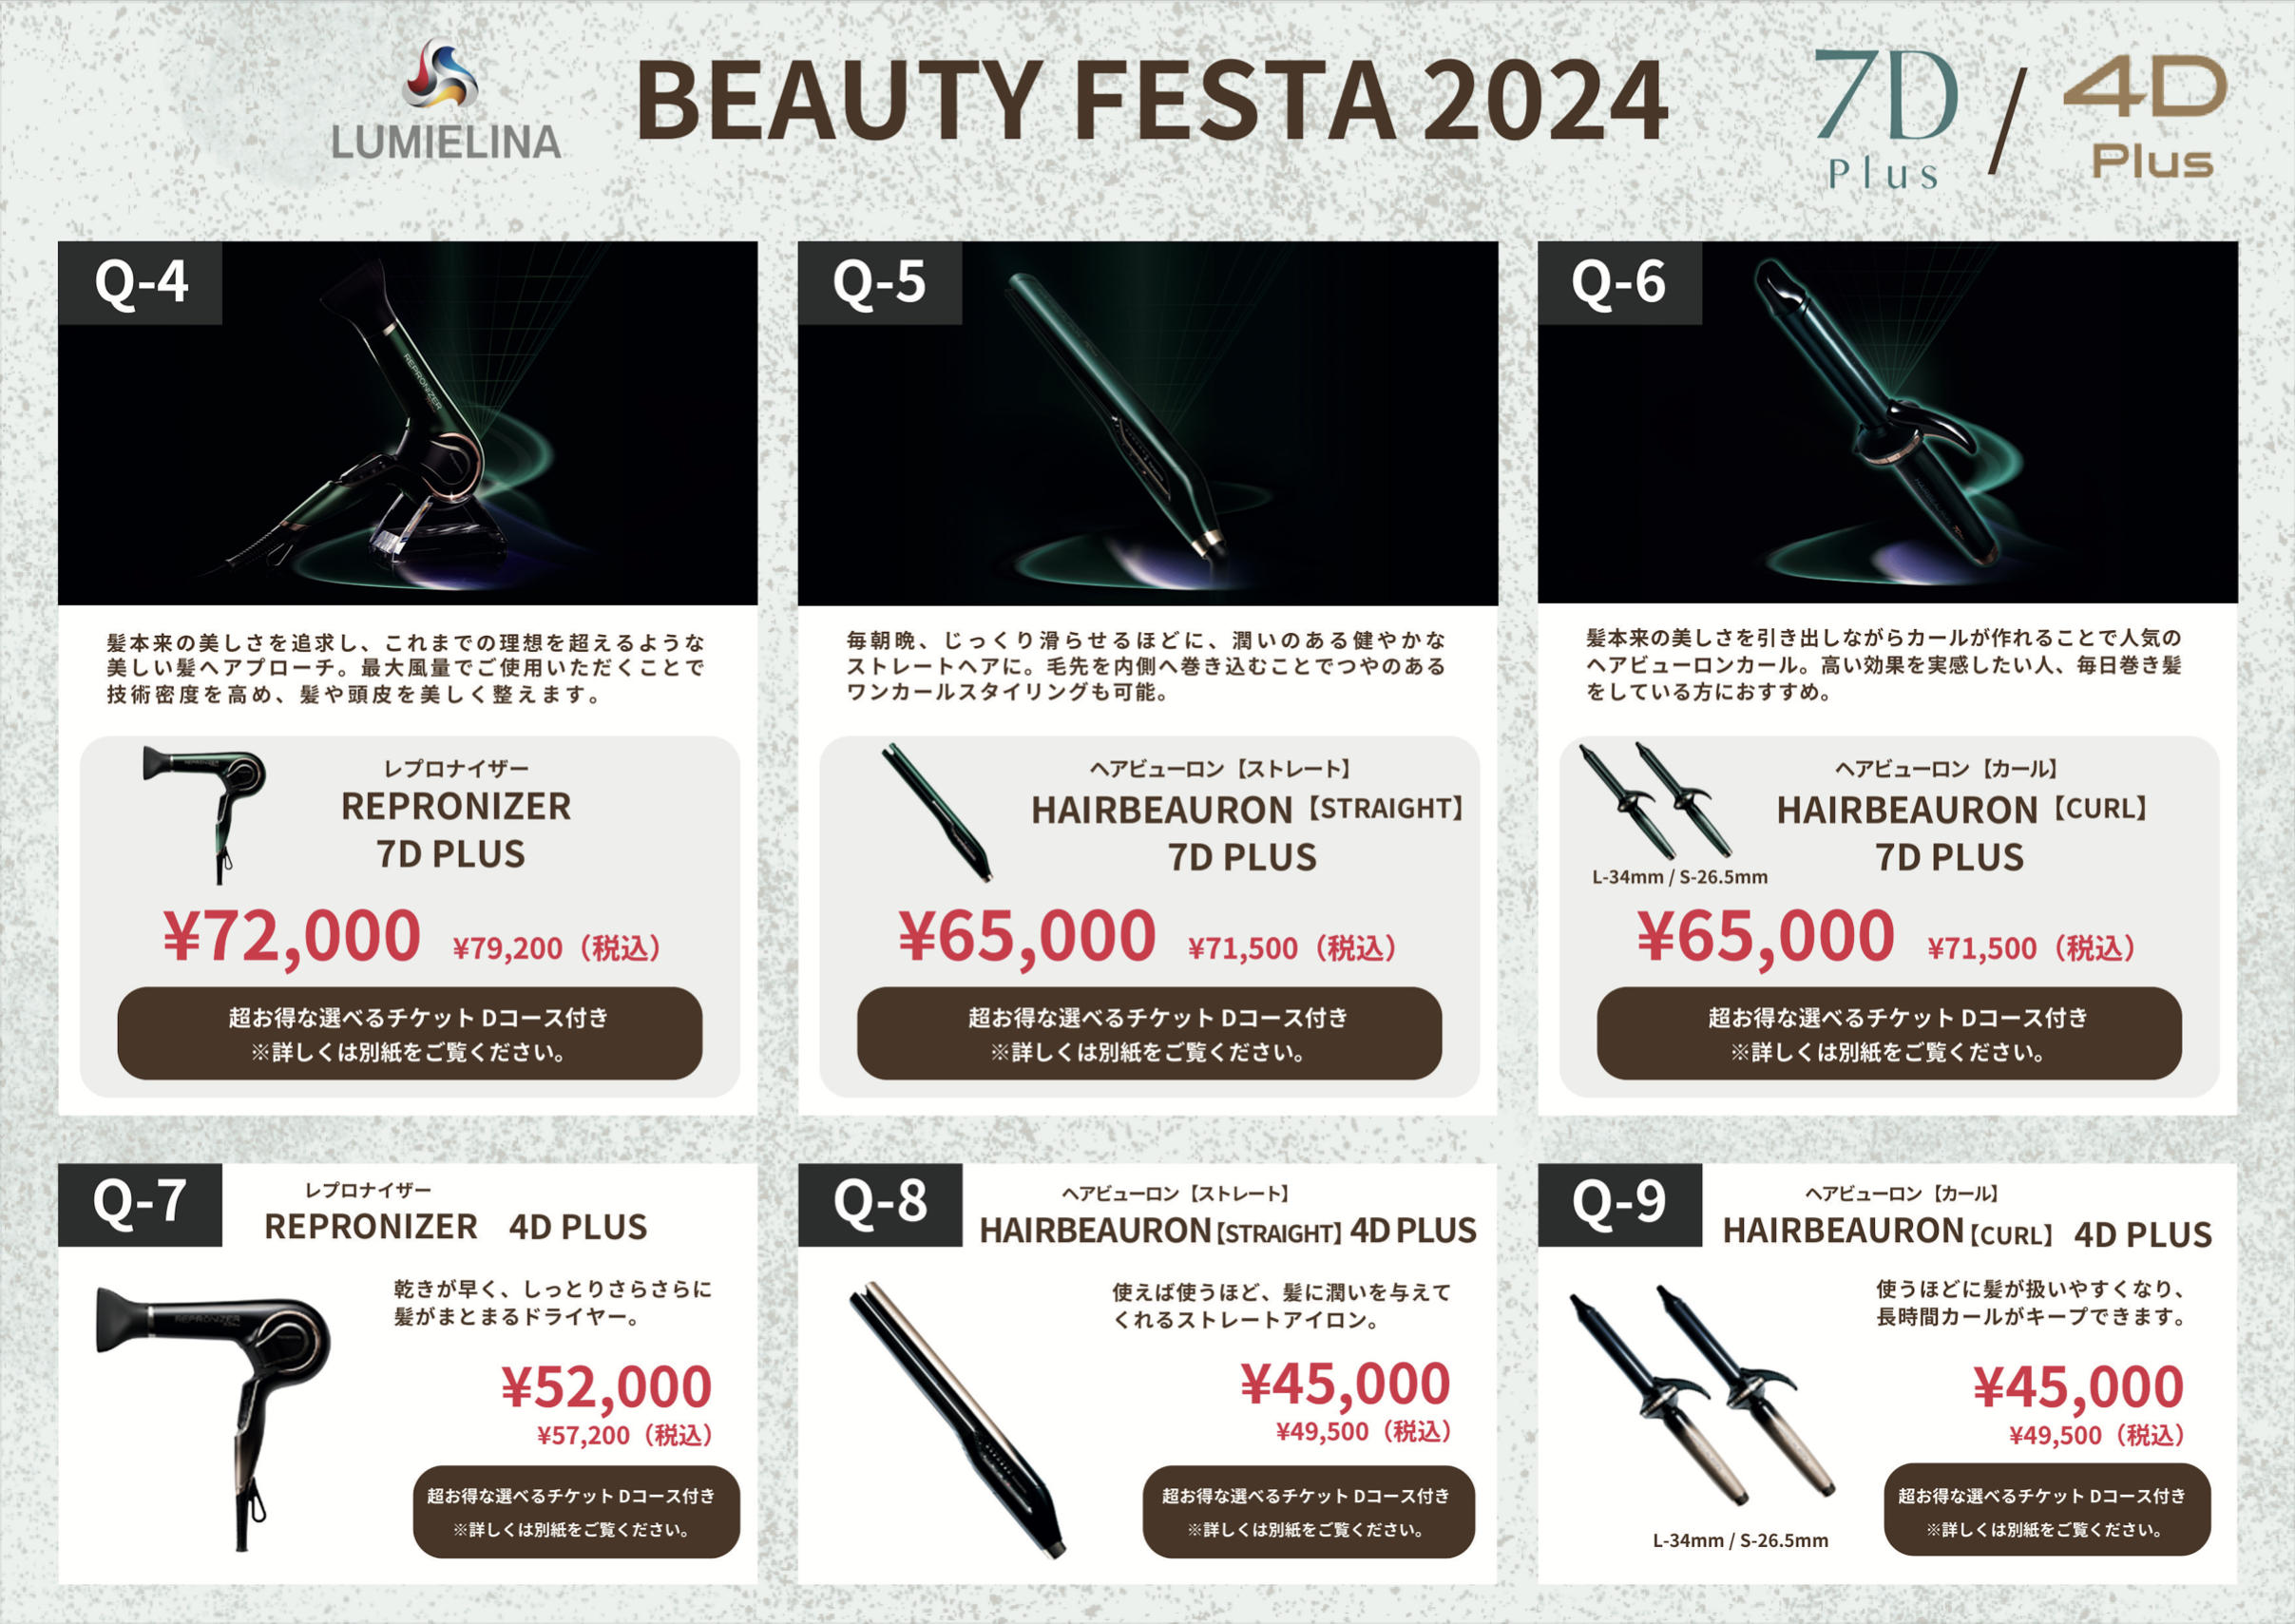 LUMIELINA
BEAUTY FESTA 2024
7D
Plus
/
4D
Plus
Q-4
REPRONIZER
髪本来の美しさを追求し、これまでの理想を超えるような
美しい髪へアプローチ。最大風量でご使用いただくことで
技術密度を高め、髪や頭皮を美しく整えます。
レプロナイザー
REPRONIZER
7D PLUS
¥72,000 ¥79,200（税込）
超お得な選べるチケット Dコース付き
※詳しくは別紙をご覧ください。
Q-5
毎朝晩、じっくり滑らせるほどに、潤いのある健やかな
ストレートヘアに。毛先を内側へ巻き込むことでつやのある
ワンカールスタイリングも可能。
ヘアビューロン【ストレート】
HAIRBEAURON【STRAIGHT】
7D PLUS
¥65,000 ¥71,500（税込）
超お得な選べるチケット Dコース付き
※詳しくは別紙をご覧ください。
Q-6
髪本来の美しさを引き出しながらカールが作れることで人気の
ヘアビューロンカール。高い効果を実感したい人、毎日巻き髪
をしている方におすすめ。
ヘアビューロン【カール】
HAIRBEAURON【CURL】
7D PLUS
L-34mm / S-26.5mm
¥65,000 ¥71,500（税込）
超お得な選べるチケット Dコース付き
※詳しくは別紙をご覧ください。
Q-7
レプロナイザー
REPRONIZER 4D PLUS
REPRONIZER
乾きが早く、しっとりさらさらに
髪がまとまるドライヤー。
¥52,000
¥57,200（税込）
超お得な選べるチケット Dコース付き
※詳しくは別紙をご覧ください。
Q-8
ヘアビューロン【ストレート】
HAIRBEAURON【STRAIGHT】4D PLUS
使えば使うほど、髪に潤いを与えて
くれるストレートアイロン。
¥45,000
¥49,500（税込）
超お得な選べるチケット Dコース付き
※詳しくは別紙をご覧ください。
Q-9
ヘアビューロン【カール】
HAIRBEAURON【CURL】 4D PLUS
使うほどに髪が扱いやすくなり、
長時間カールがキープできます。
¥45,000
¥49,500（税込）
L-34mm / S-26.5mm
超お得な選べるチケット Dコース付き
※詳しくは別紙をご覧ください。